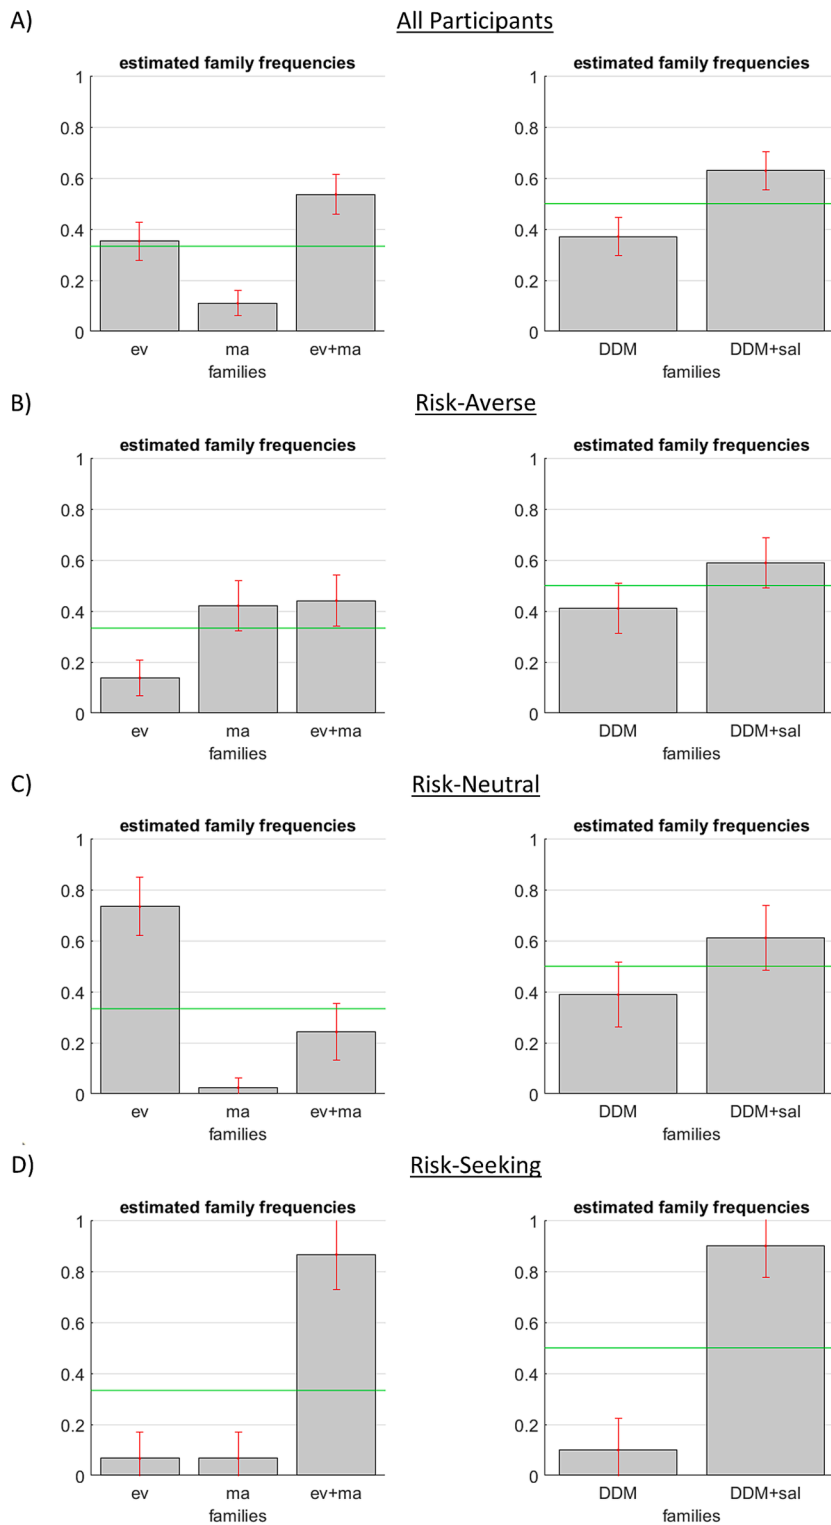 A)
All Participants
estimated family frequencies
estimated family frequencies
1
0.8
0.6
0.4
0.2
0
ev
ma
ev+ma
families
1
0.8
0.6
0.4
0.2
0
DDM
DDM+sal
families
B)
Risk-Averse
estimated family frequencies
estimated family frequencies
1
0.8
0.6
0.4
0.2
0
ev
ma
ev+ma
families
1
0.8
0.6
0.4
0.2
0
DDM
DDM+sal
families
C)
Risk-Neutral
estimated family frequencies
estimated family frequencies
1
0.8
0.6
0.4
0.2
0
ev
ma
ev+ma
families
1
0.8
0.6
0.4
0.2
0
DDM
DDM+sal
families
D)
Risk-Seeking
estimated family frequencies
estimated family frequencies
1
0.8
0.6
0.4
0.2
0
ev
ma
ev+ma
families
1
0.8
0.6
0.4
0.2
0
DDM
DDM+sal
families